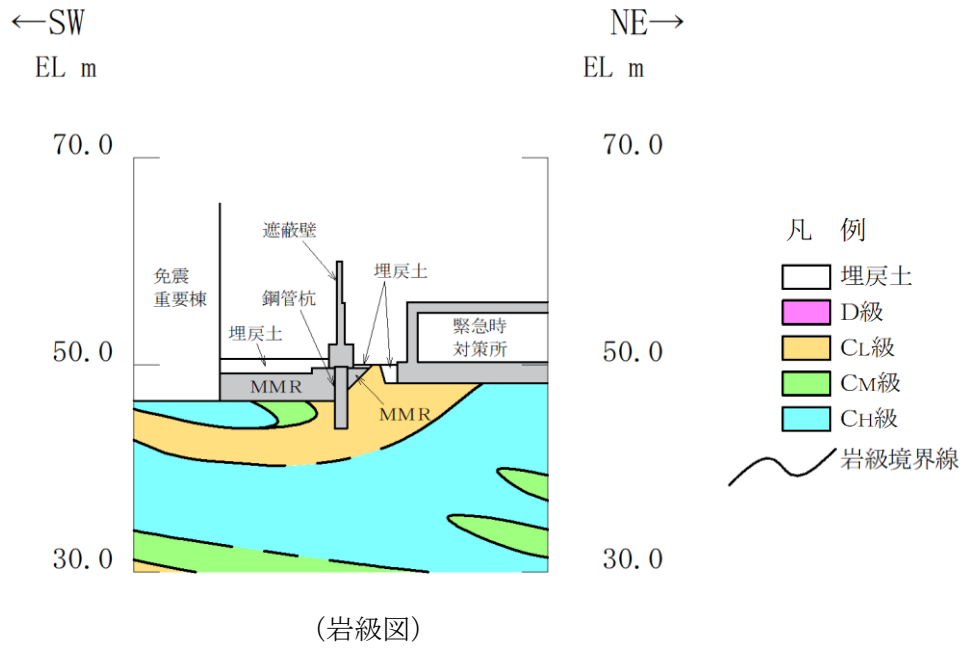 ←SW
NE→
EL m
EL m
70.0
70.0
遮蔽壁
埋戻土
免震
重要棟
鋼管杭
埋戻土
緊急時
対策所
50.0
50.0
MMR
MMR
30.0
30.0
凡 例
埋戻土
D級
CL級
CM級
CH級
岩級境界線
(岩級図)